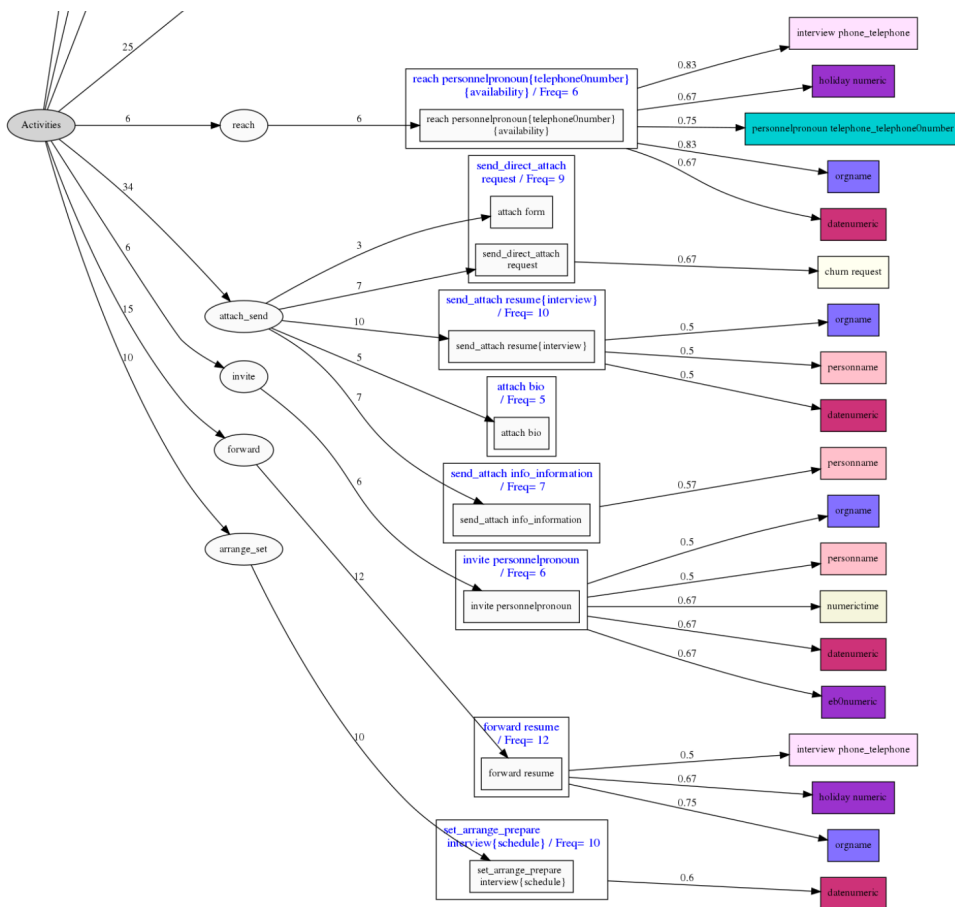 25
interview phone_telephone
0.83
reach personnelpronoun{telephone0number}
{availability} / Freq= 6
holiday numeric
0.67
Activities
6
reach
6
reach personnelpronoun{telephone0number}
{availability}
0.75
personnelpronoun telephone_telephone0number
0.83
0.67
orgname
send_direct_attach
request / Freq= 9
34
attach form
datenumeric
6
3
send_direct_attach
request
0.67
churn request
7
15
send_attach resume{interview}
/ Freq= 10
attach_send
10
send_attach resume{interview}
0.5
orgname
0.5
personname
10
5
0.5
invite
attach bio
/ Freq= 5
7
datenumeric
attach bio
forward
send_attach info_information
/ Freq= 7
personname
6
0.57
send_attach info_information
orgname
arrange_set
invite personnelpronoun
/ Freq= 6
0.5
personname
12
0.5
invite personnelpronoun
0.67
numerictime
0.67
datenumeric
0.67
eb0numeric
forward resume
/ Freq= 12
10
0.5
interview phone_telephone
forward resume
0.67
holiday numeric
0.75
set_arrange_prepare
interview{schedule} / Freq= 10
orgname
set_arrange_prepare
interview{schedule}
0.6
datenumeric